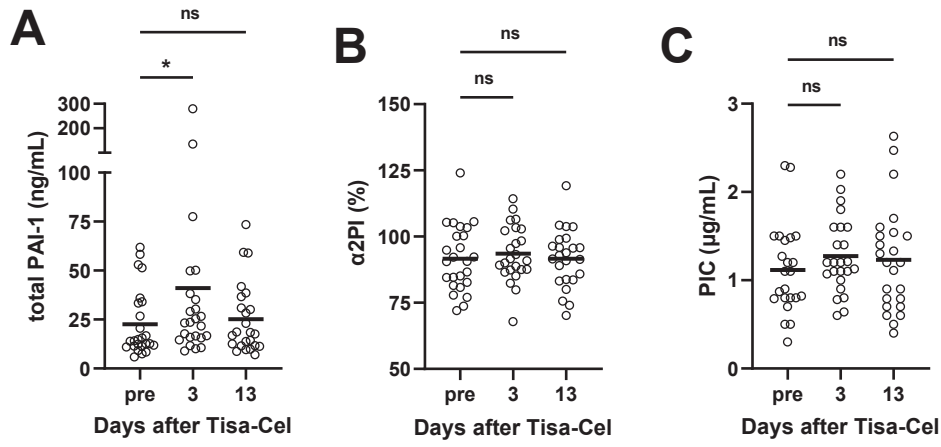 A
ns
*
total PAI-1 (ng/mL)
300
200
100
75
50
25
0
pre
3
13
Days after Tisa-Cel
B
ns
ns
α2PI (%)
150
125
100
75
50
pre
3
13
Days after Tisa-Cel
C
ns
ns
PIC (μg/mL)
3
2
1
0
pre
3
13
Days after Tisa-Cel